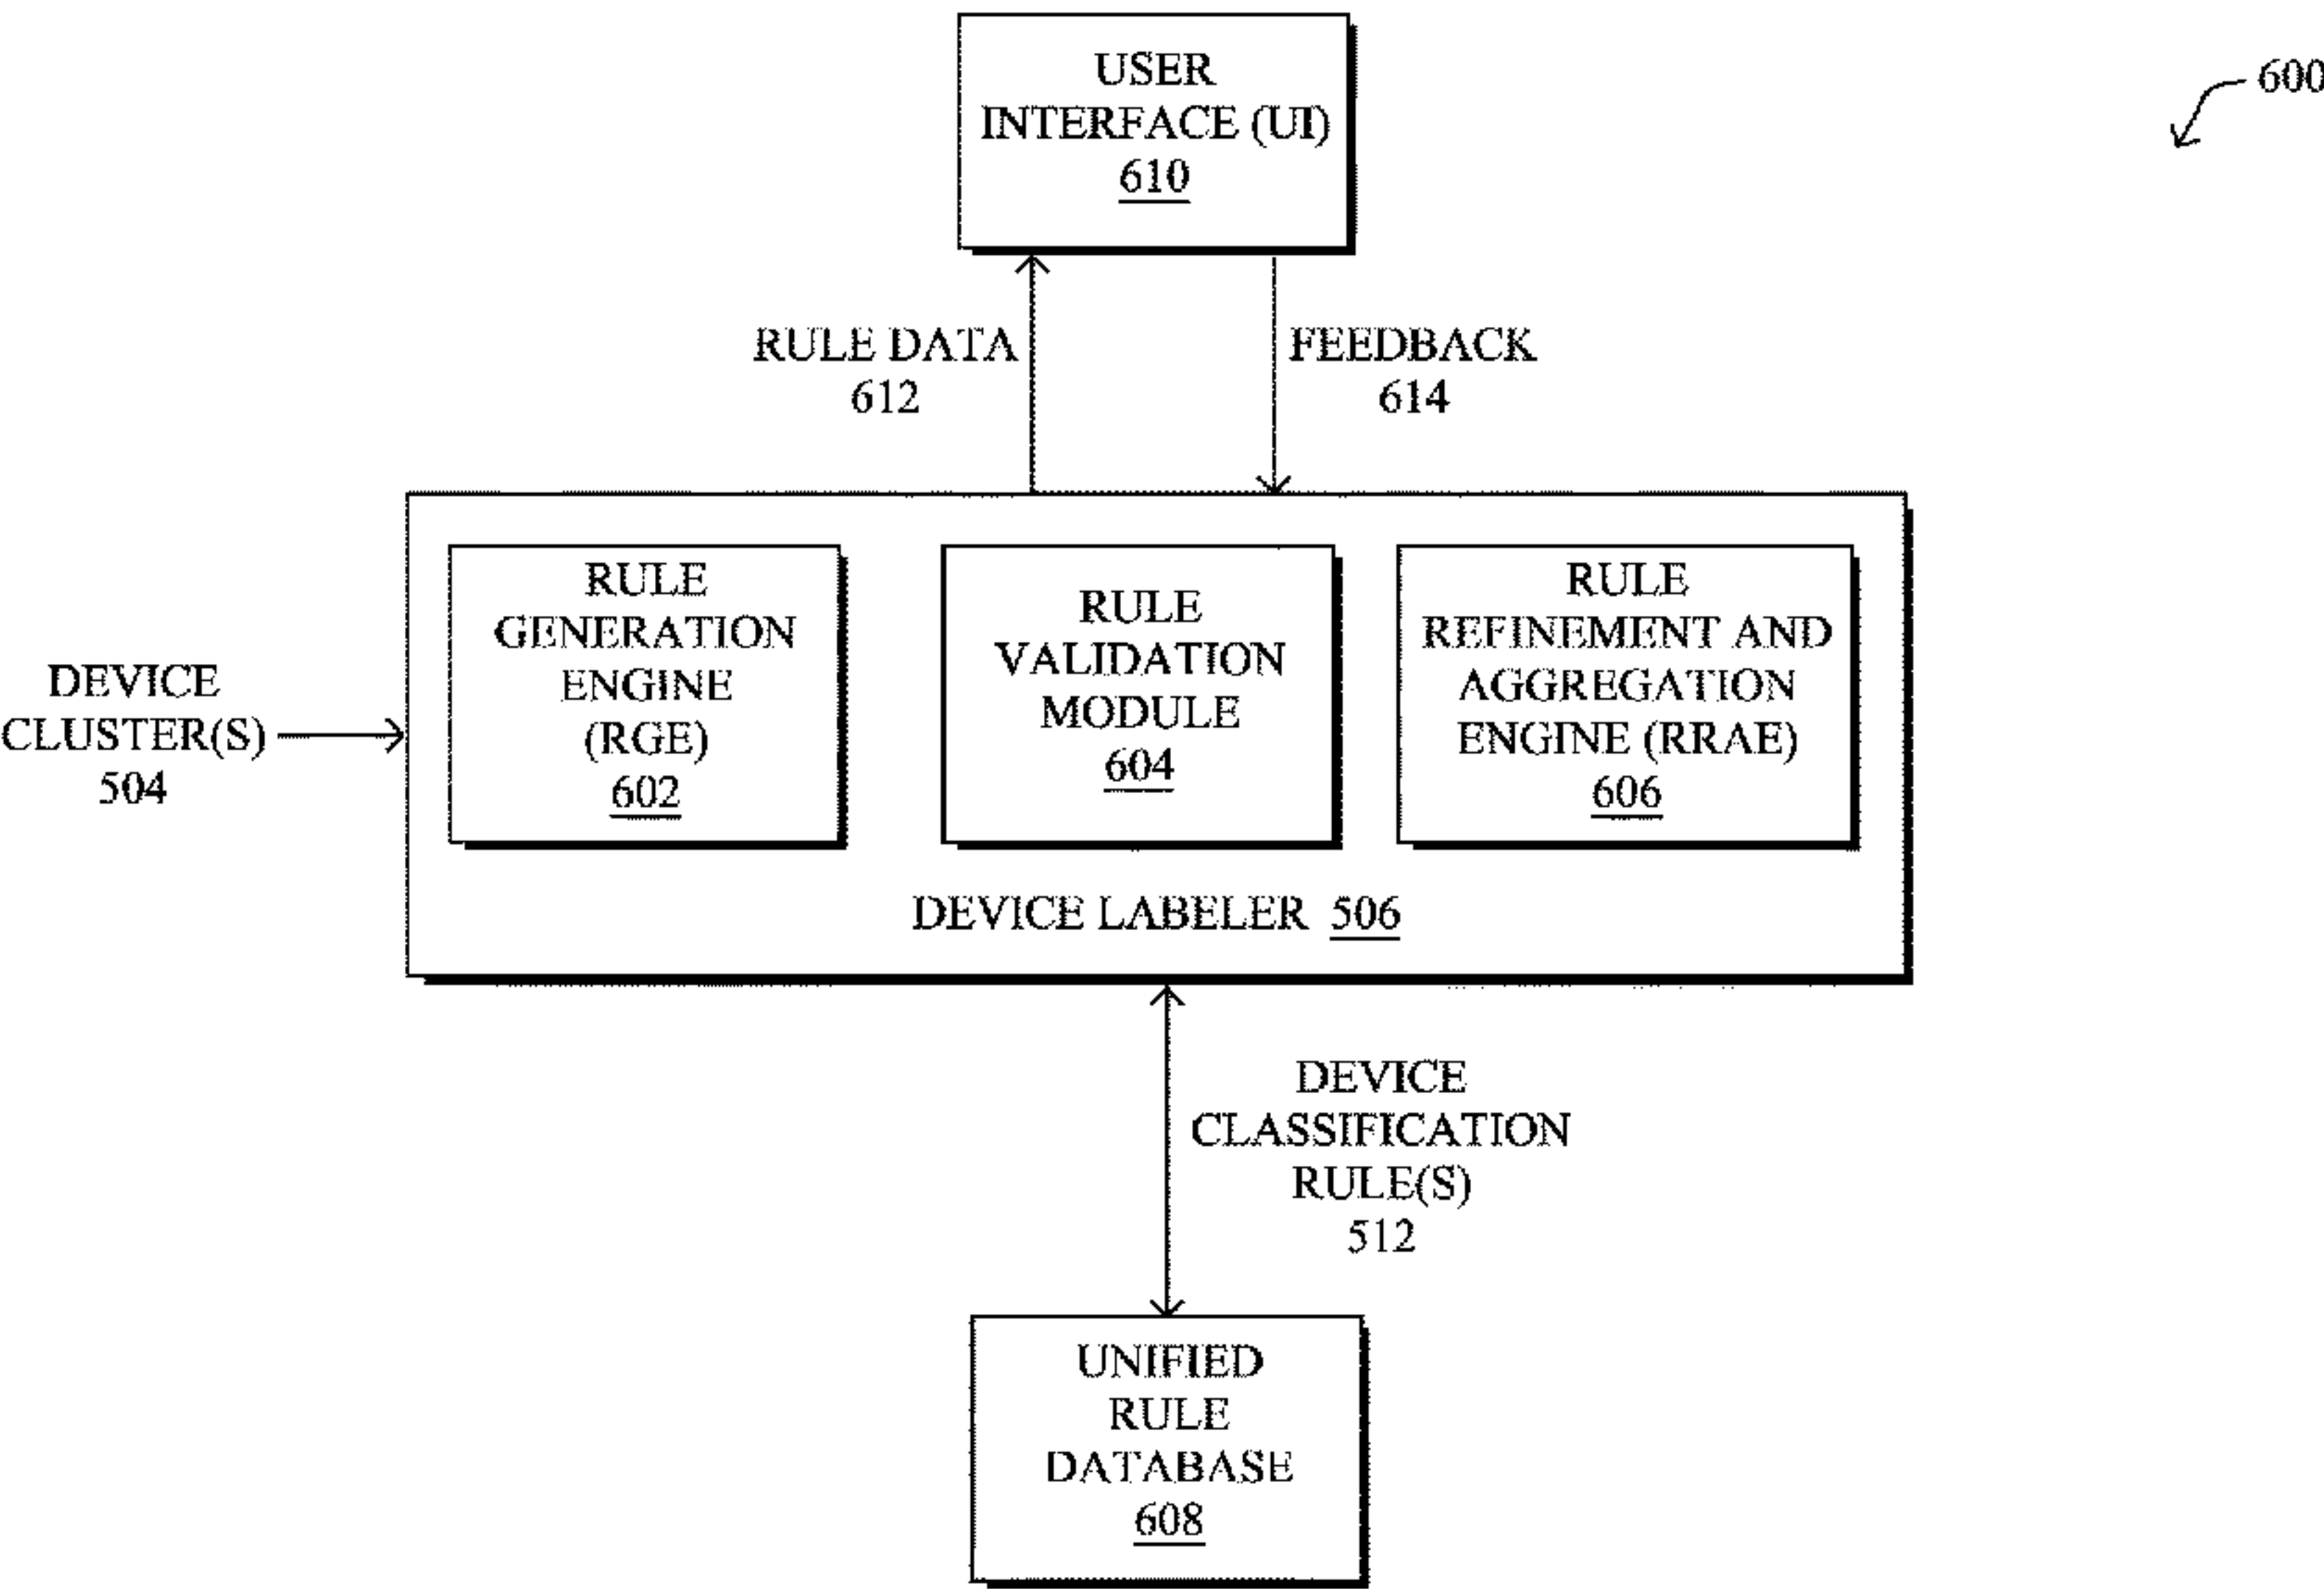 USER
INTERFACE (UI)
610
600
RULE DATA
612
FEEDBACK
614
DEVICE
CLUSTER(S)
504
RULE
GENERATION
ENGINE
(RGE)
602
RULE
VALIDATION
MODULE
604
RULE
REFINEMENT AND
AGGREGATION
ENGINE (RRAE)
606
DEVICE LABELER 506
DEVICE
CLASSIFICATION
RULE(S)
512
UNIFIED
RULE
DATABASE
608